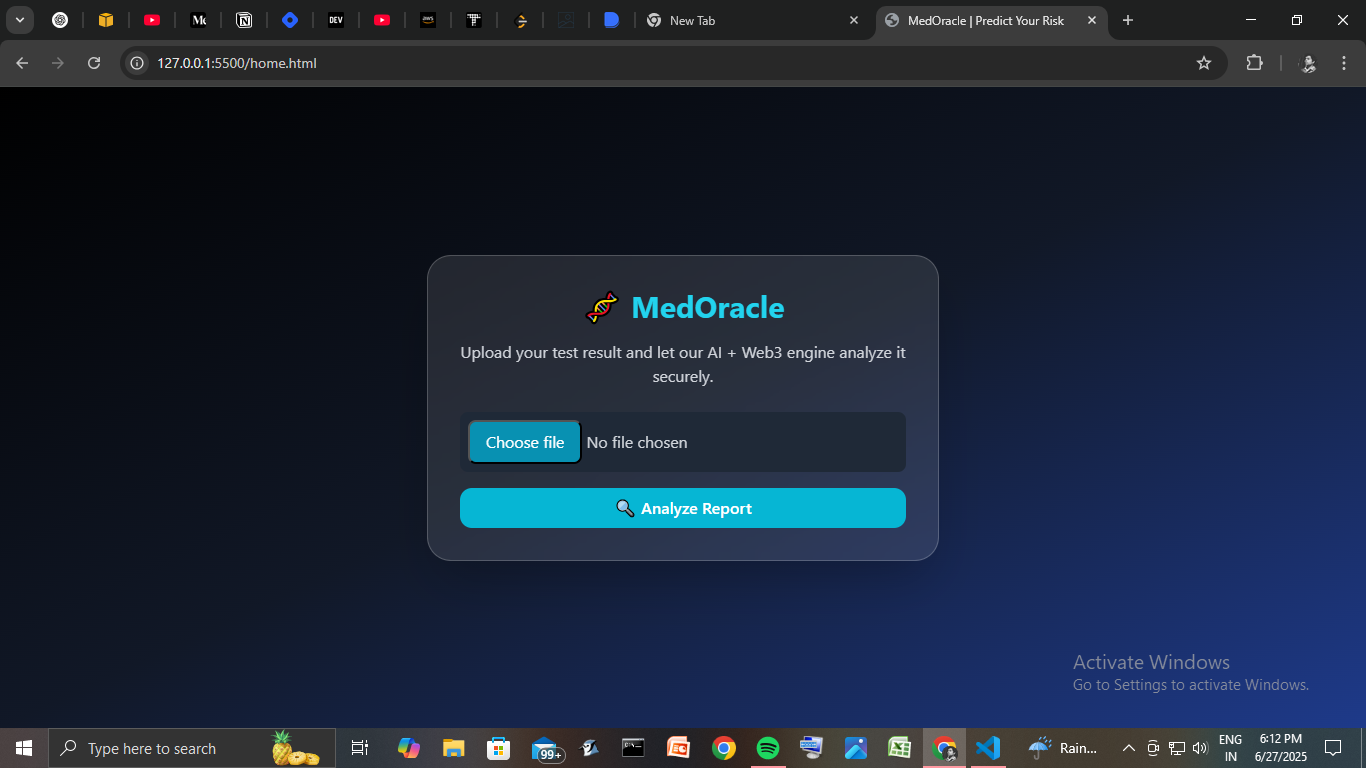 DEV
aws
New Tab
MedOracle | Predict Your Risk
127.0.0.1:5500/home.html
MedOracle
Upload your test result and let our AI + Web3 engine analyze it
securely.
Choose file No file chosen
Analyze Report
Activate Windows
Go to Settings to activate Windows.
Type here to search
99+
Rain...
ENG
IN
6:12 PM
6/27/2025